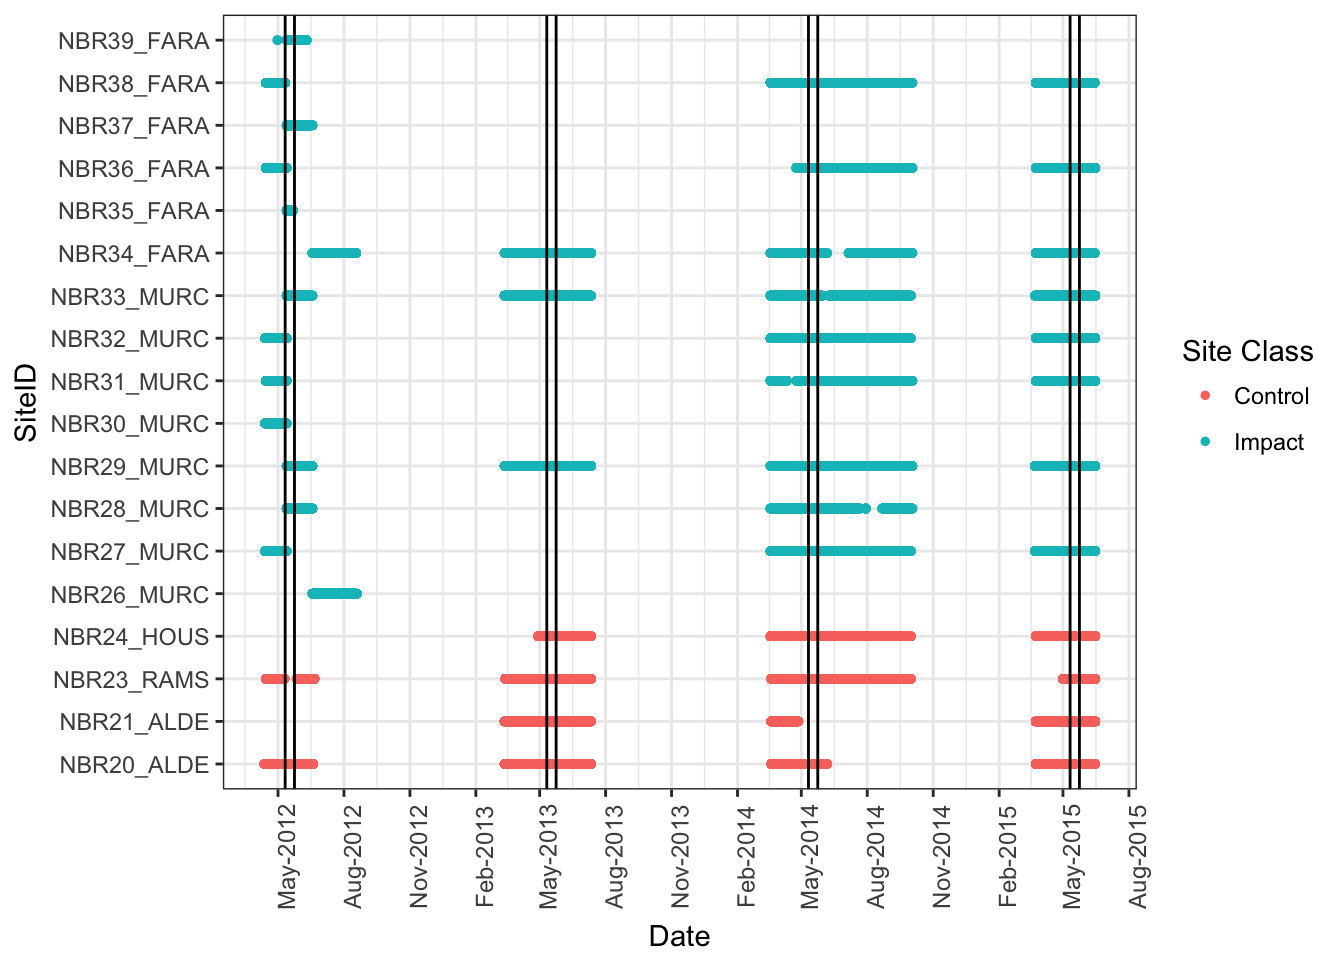 NBR39_FARA
NBR38_FARA
NBR37_FARA
NBR36_FARA
NBR35_FARA
NBR34_FARA
NBR33_MURC
NBR32_MURC
NBR31_MURC
NBR30_MURC
NBR29_MURC
NBR28_MURC
NBR27_MURC
NBR26_MURC
NBR24_HOUS
NBR23_RAMS
NBR21_ALDE
NBR20_ALDE
SiteID
May-2012
Aug-2012
Nov-2012
Feb-2013
May-2013
Aug-2013
Nov-2013
Feb-2014
May-2014
Aug-2014
Nov-2014
Feb-2015
May-2015
Aug-2015
Date
Site Class
Control
Impact